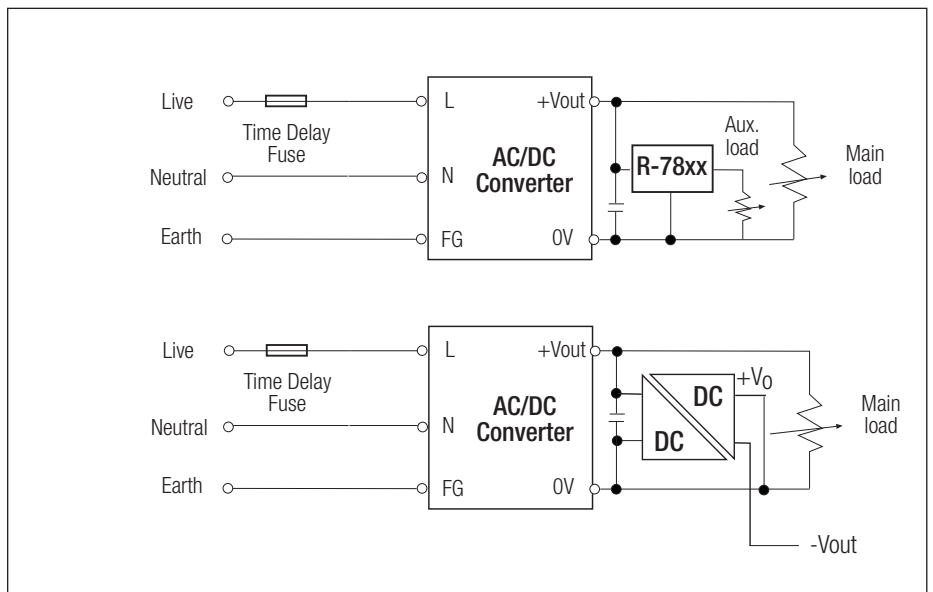 Live
Time Delay
Fuse
Neutral
Earth
L
N
FG
AC/DC
Converter
+Vout
0V
R-78xx
Aux.
load
Main
load
Live
Time Delay
Fuse
Neutral
Earth
L
N
FG
AC/DC
Converter
+Vout
0V
DC
DC
+VO
Main
load
-Vout